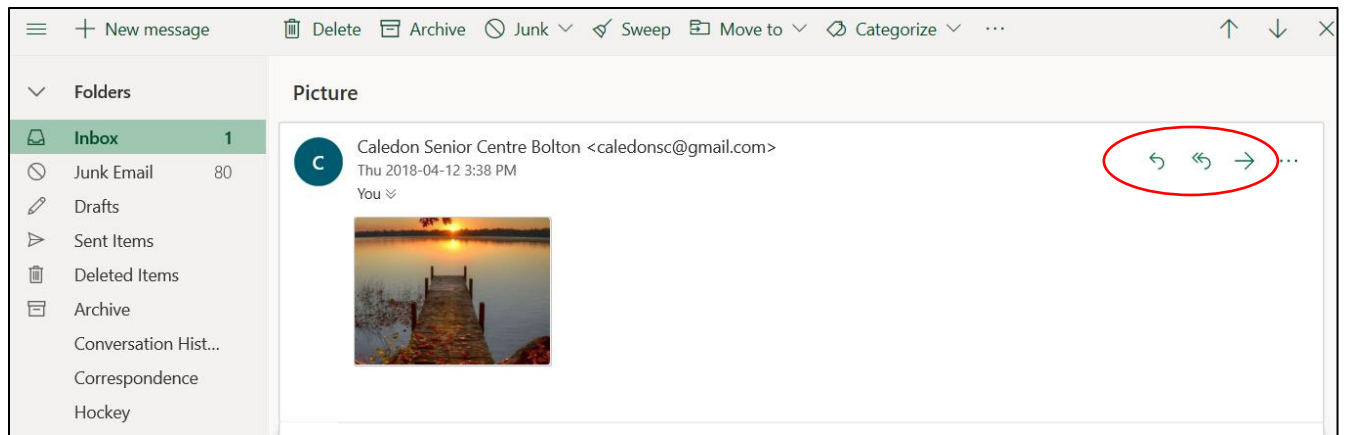 New message Delete Archive Junk Sweep Move to Categorize ...
Folders
Picture
Inbox 1
Junk Email 80
Drafts
Sent Items
Deleted Items
Archive
Conversation Hist...
Correspondence
Hockey
C
Caledon Senior Centre Bolton <caledonsc@gmail.com>
Thu 2018-04-12 3:38 PM
You